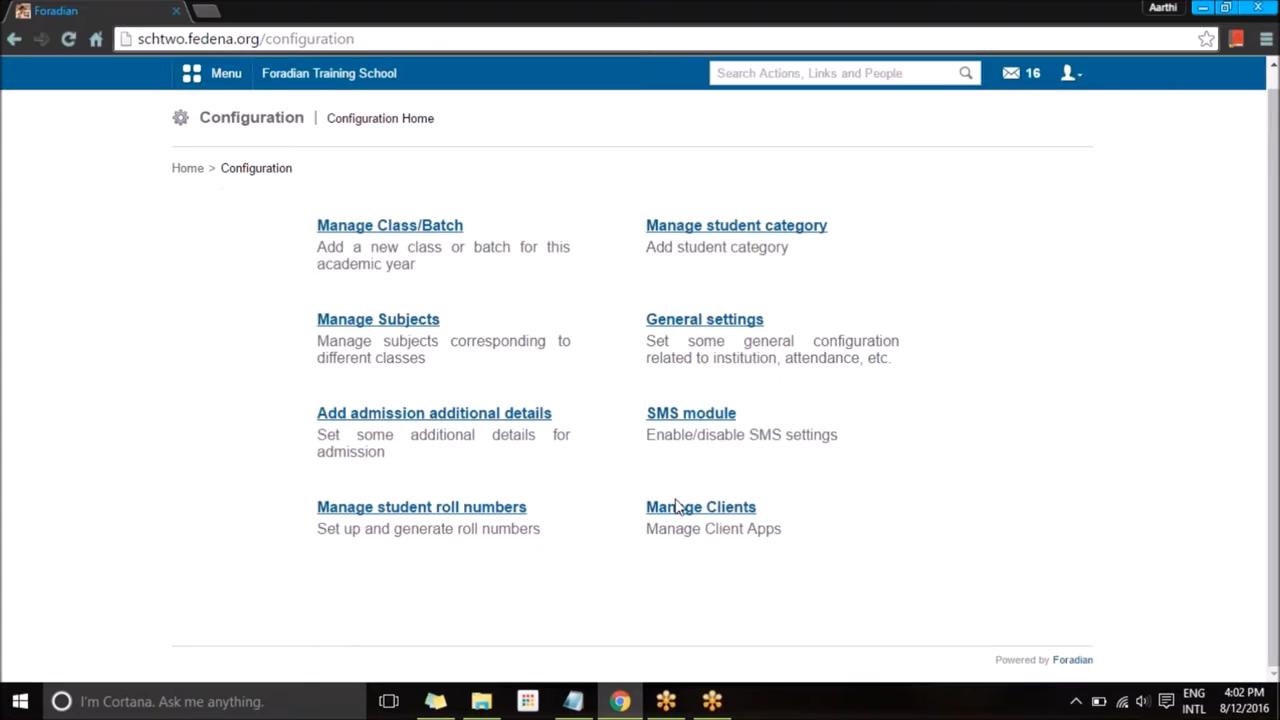 Foradian
Aarthi
schtwo.fedena.org/configuration
Menu
Foradian Training School
Search Actions, Links and People
16
Configuration | Configuration Home
Home > Configuration
Manage Class/Batch
Add a new class or batch for this
academic year
Manage student category
Add student category
Manage Subjects
Manage subjects corresponding to
different classes
General settings
Set some general configuration
related to institution, attendance, etc.
Add admission additional details
Set some additional details for
admission
SMS module
Enable/disable SMS settings
Manage student roll numbers
Set up and generate roll numbers
Manage Clients
Manage Client Apps
Powered by Foradian
I'm Cortana. Ask me anything.
ENG
INTL
4:02 PM
8/12/2016